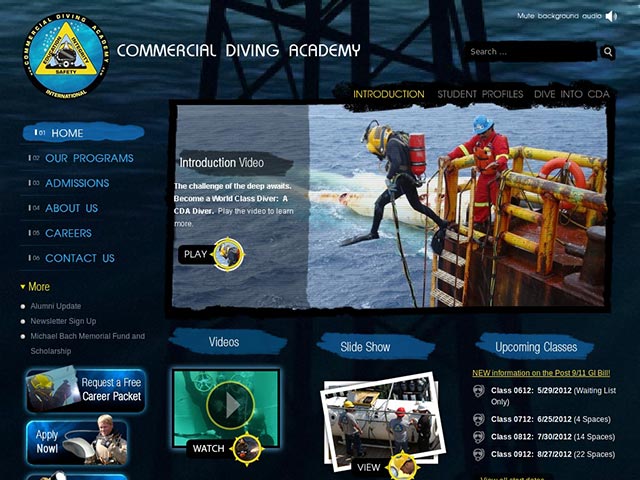 Mute background audio
COMMERCIAL DIVING ACADEMY
COMMERCIAL DIVING ACADEMY
SAFETY
INTERNATIONAL
Search ...
INTRODUCTION STUDENT PROFILES DIVE INTO CDA
01 HOME
02 OUR PROGRAMS
03 ADMISSIONS
04 ABOUT US
05 CAREERS
06 CONTACT US
More
Alumni Update
Newsletter Sign Up
Michael Bach Memorial Fund and
Scholarship
Request a Free
Career Packet
Apply
Now!
Introduction Video
The challenge of the deep awaits.
Become a World Class Diver: A
CDA Diver. Play the video to learn
more.
PLAY
Videos
WATCH
Slide Show
VIEW
Upcoming Classes
NEW information on the Post 9/11 GI Bill!
Class 0612: 5/29/2012 (Waiting List
Only)
Class 0712: 6/25/2012 (4 Spaces)
Class 0812: 7/30/2012 (14 Spaces)
Class 0912: 8/27/2012 (22 Spaces)
View all start dates